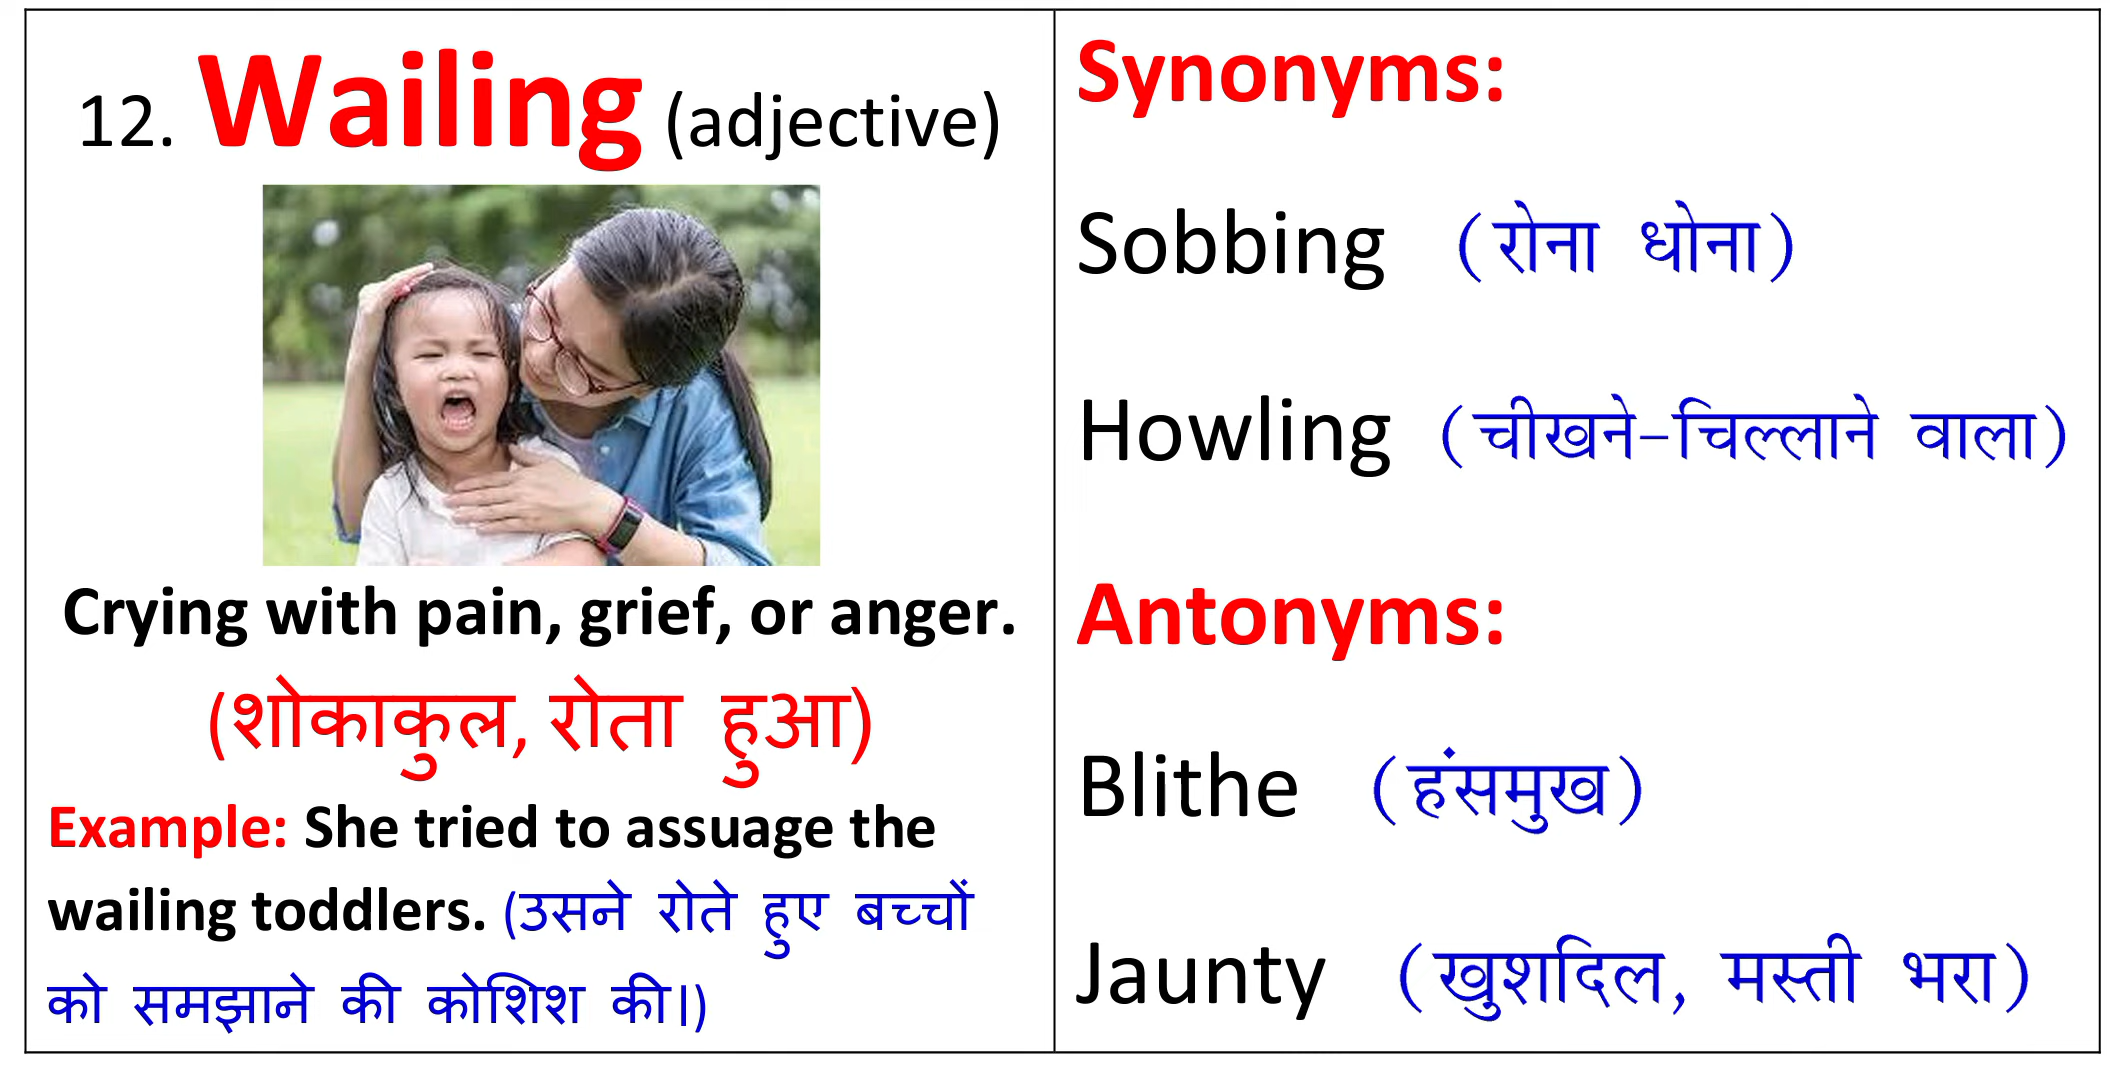 12. Wailing (adjective)
Crying with pain, grief, or anger.
(शोकाकुल, रोता हुआ)
Example: She tried to assuage the
wailing toddlers. (उसने रोते हुए बच्चों
को समझाने की कोशिश की।)
Synonyms:
Sobbing (रोना धोना)
Howling (चीखने-चिल्लाने वाला)
Antonyms:
Blithe (हंसमुख)
Jaunty (खुशदिल, मस्ती भरा)